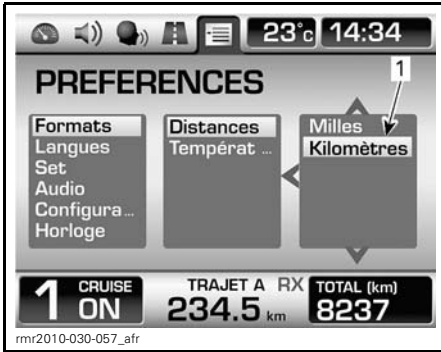 23°c 14:34
PREFERENCES
1
Formats
Langues
Set
Audio
Configura...
Horloge
Distances
Températ ...
Milles
Kilomètres
1 CRUISE ON
TRAJET A RX
234.5 km
TOTAL (km)
8237
rmr2010-030-057_afr